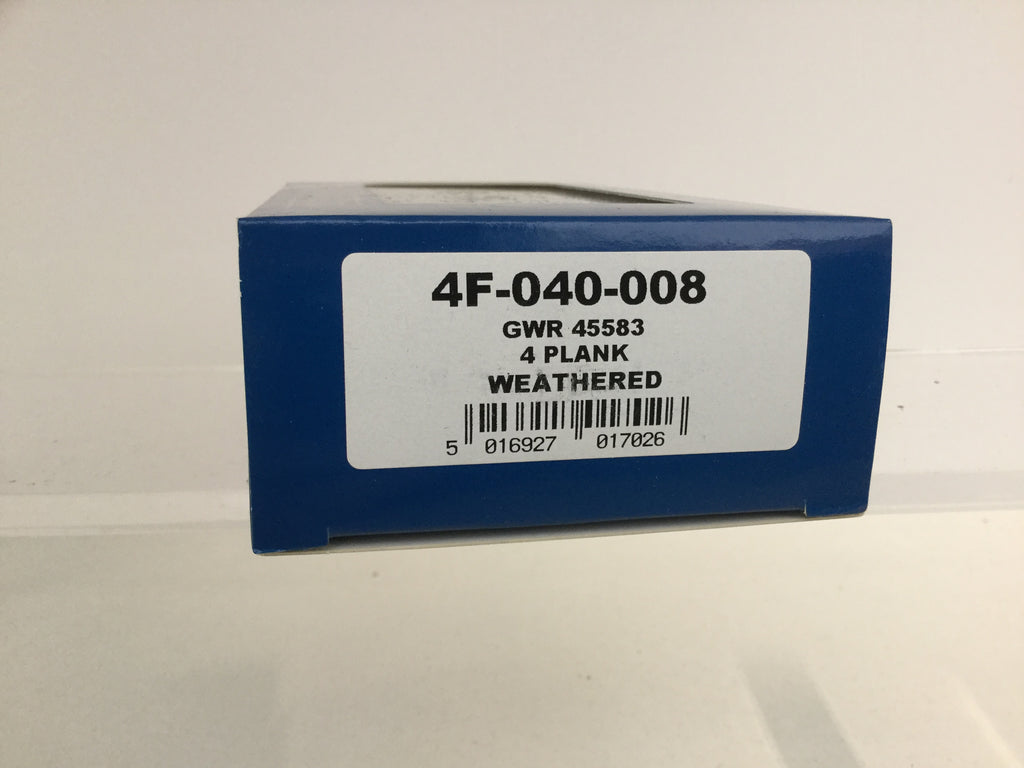 4F-040-008
GWR 45583
4 PLANK
WEATHERED
5 016927 017026